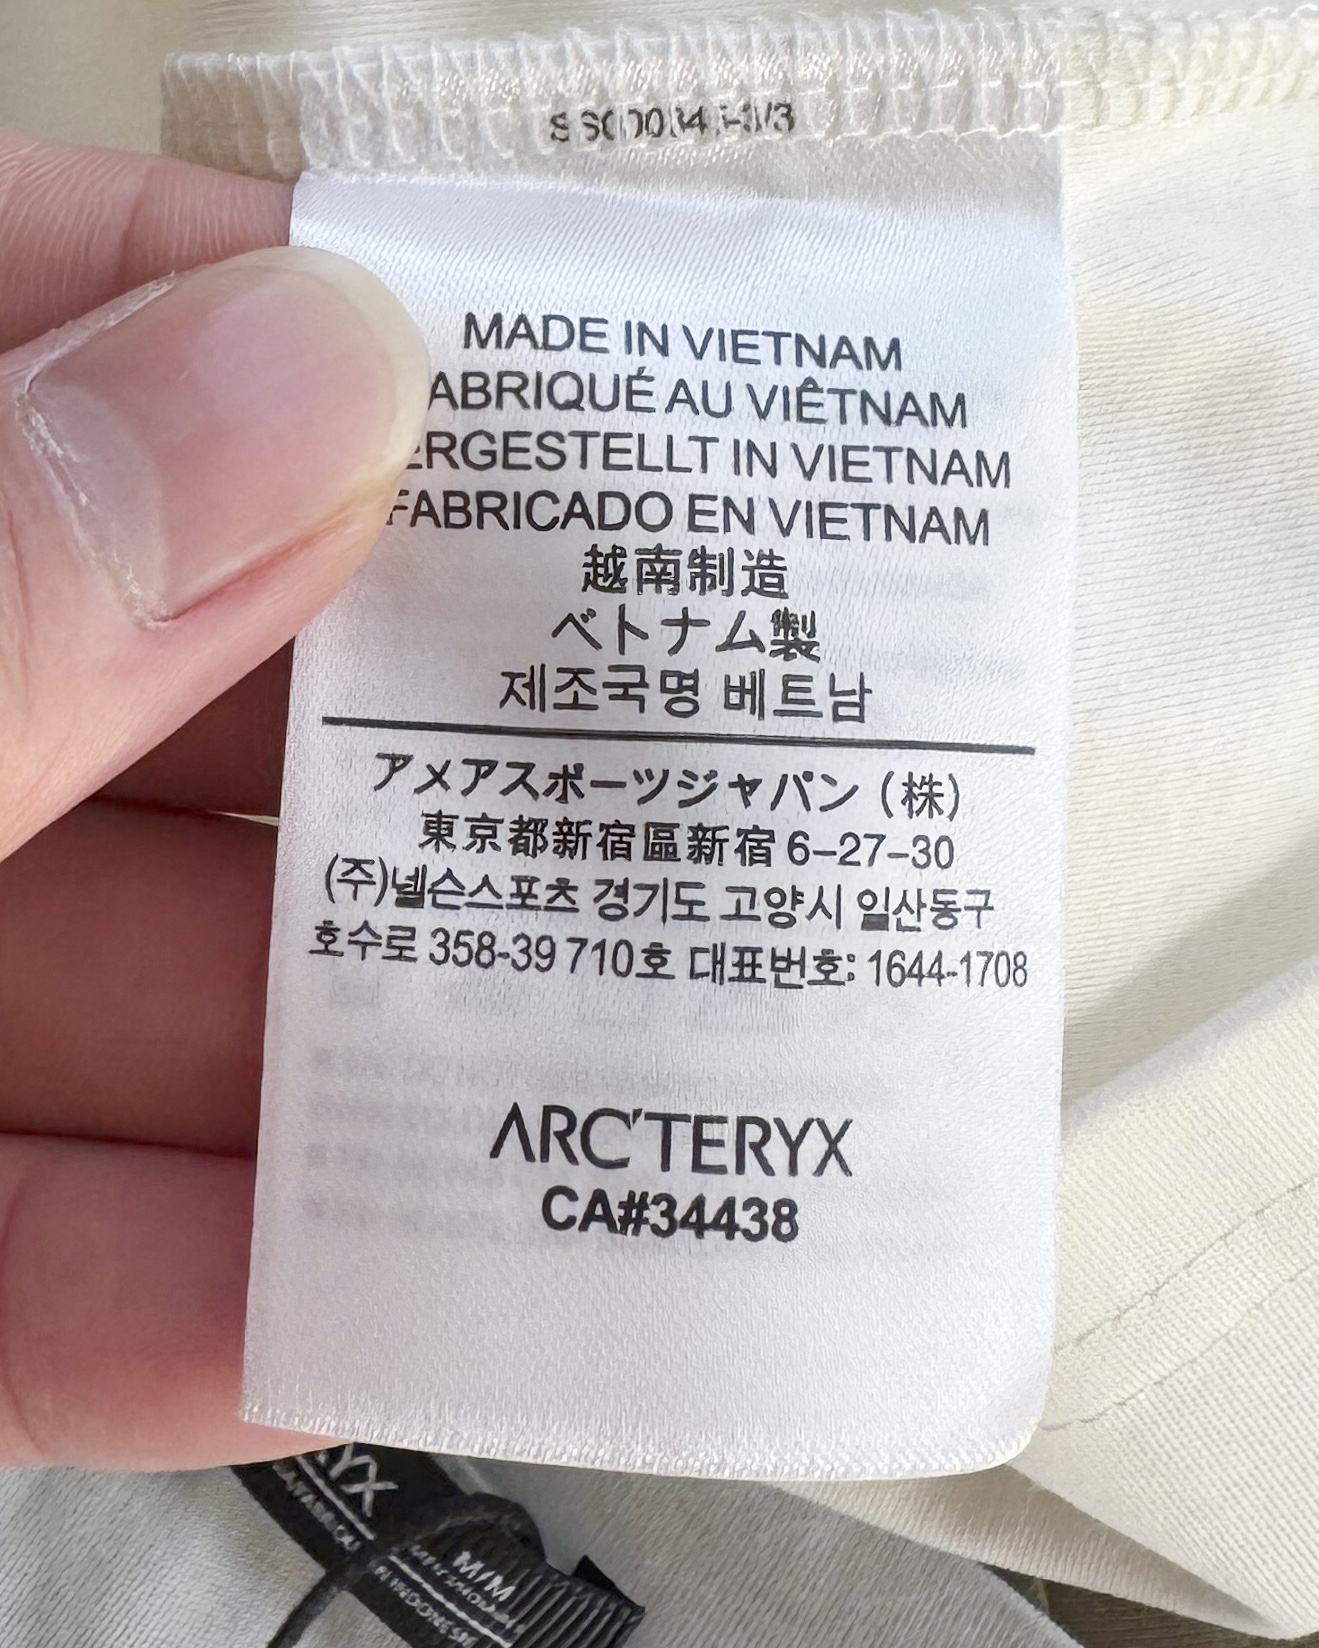 MADE IN VIETNAM
ABRIQUÉ AU VIÊTNAM
ERGESTELLT IN VIETNAM
FABRICADO EN VIETNAM
越南制造
ベトナム製
제조국명 베트남
アメアスポーツジャパン (株)
東京都新宿區新宿 6-27-30
(주)넬슨스포츠 경기도 고양시 일산동구
호수로 358-39 710호 대표번호: 1644-1708
ARC'TERYX
CA#34438
YX
M/M